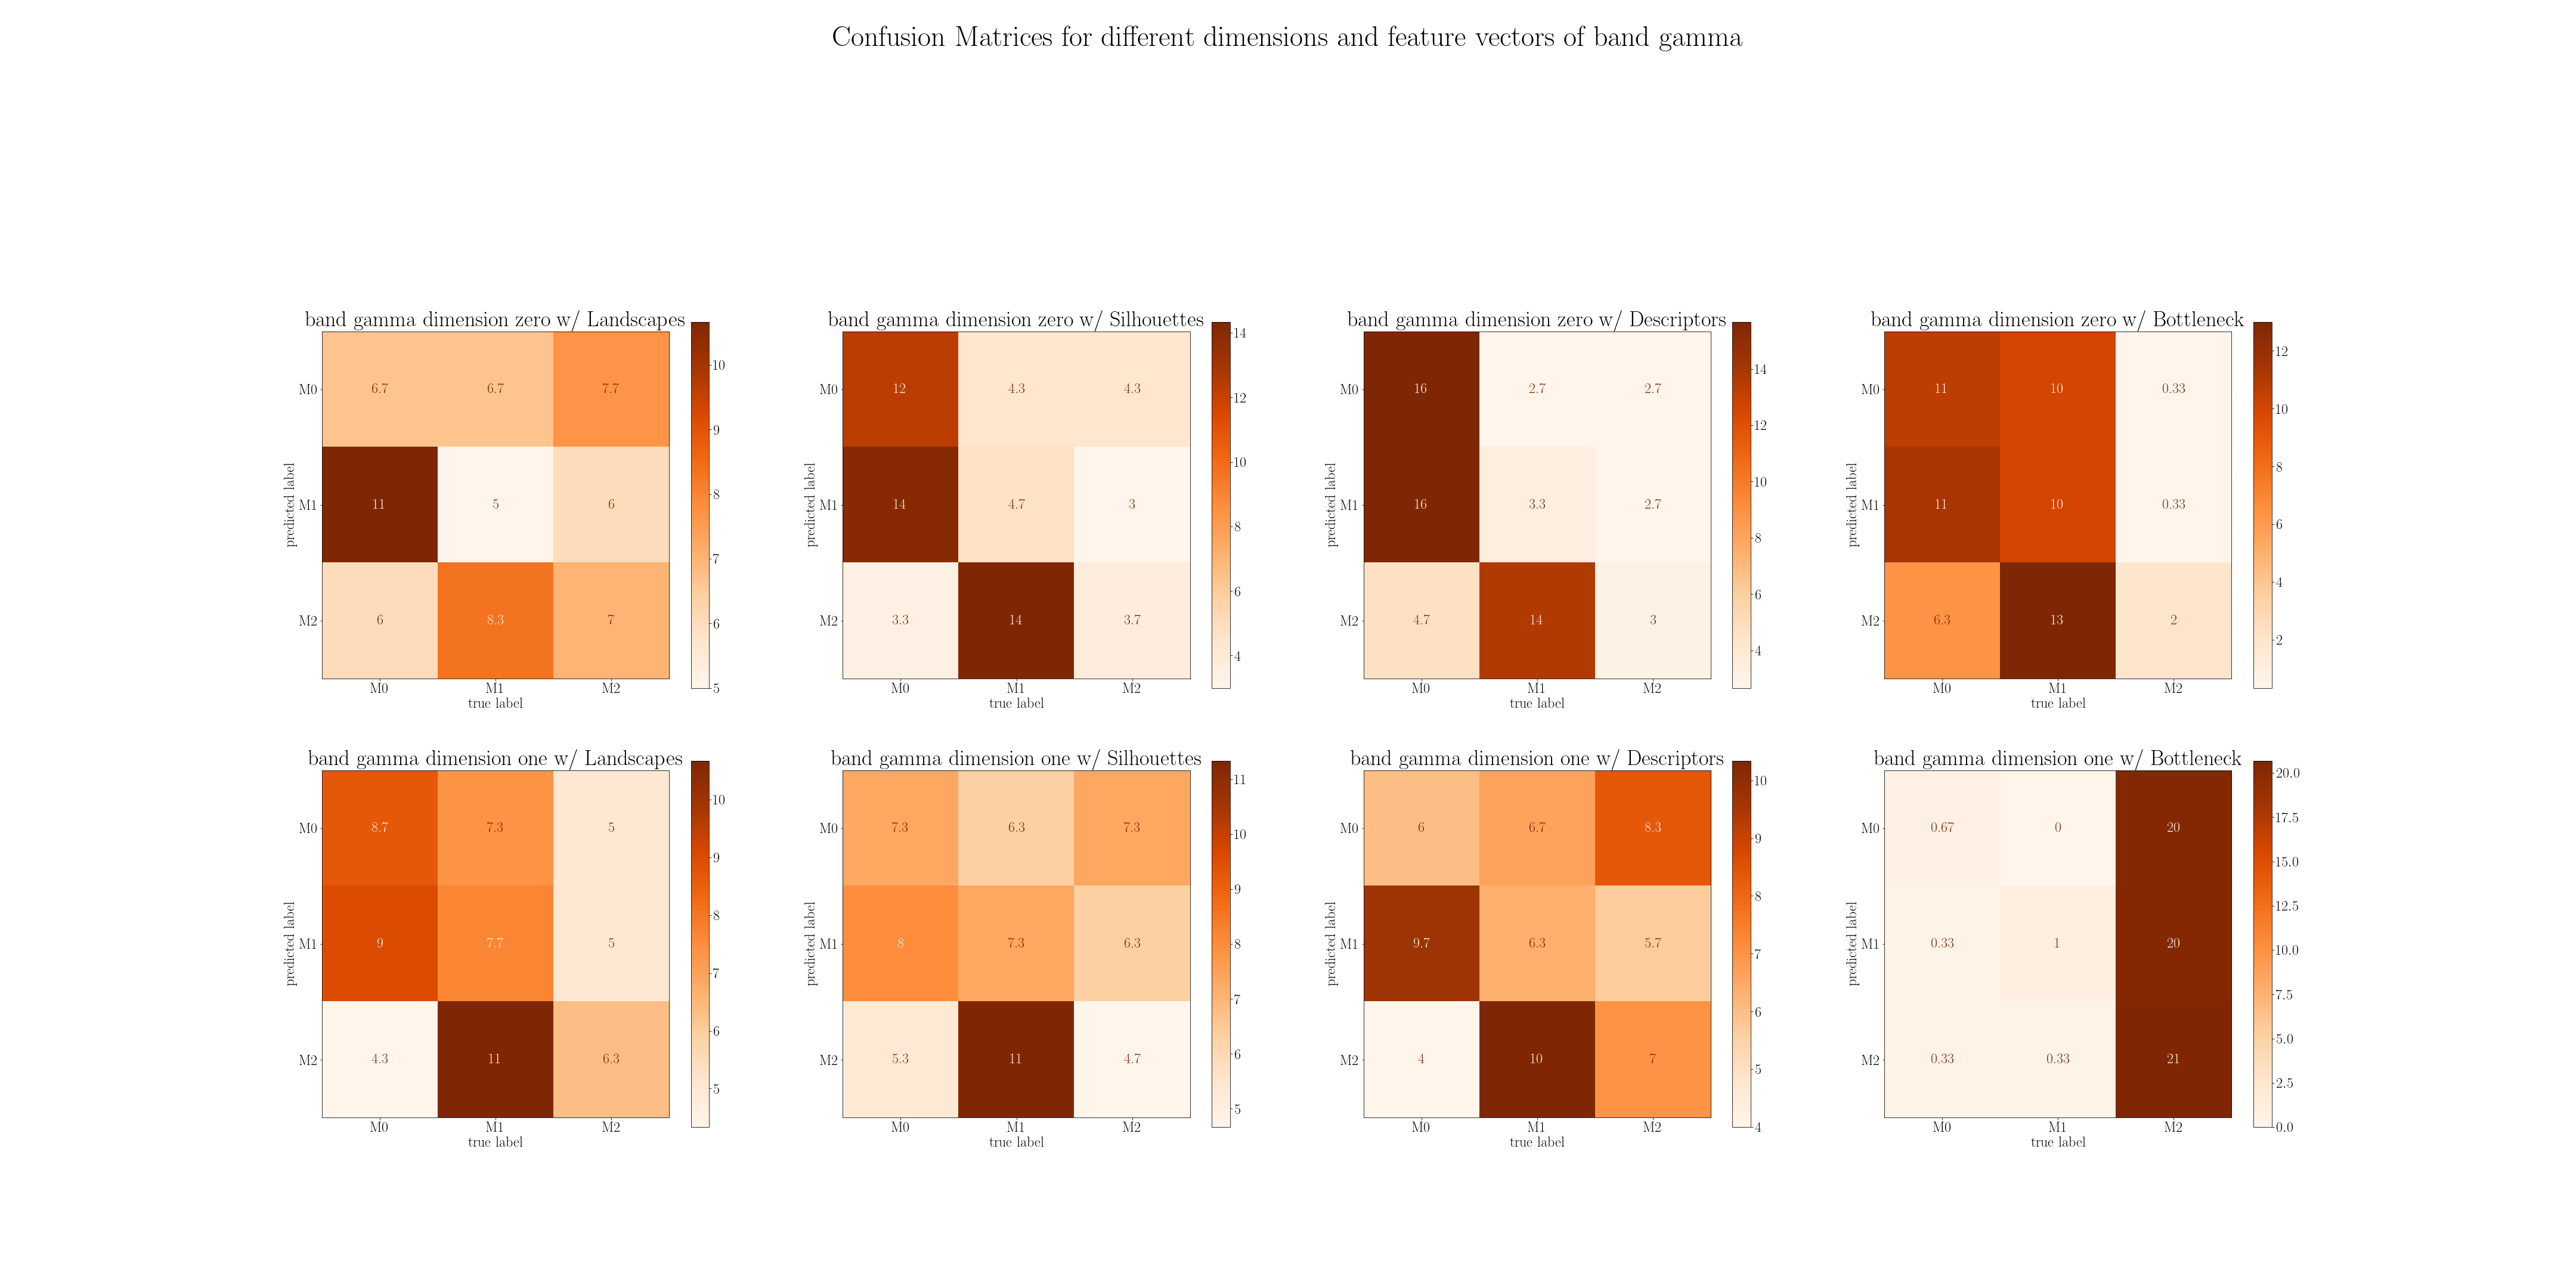 Confusion Matrices for different dimensions and feature vectors of band gamma
band gamma dimension zero w/ Landscapes
predicted label
M0 6.7 6.7 7.7
M1 11 5 6
M2 6 8.3 7
M0 M1 M2
true label
10
9
8
7
6
5
band gamma dimension zero w/ Silhouettes
predicted label
M0 12 4.3 4.3
M1 14 4.7 3
M2 3.3 14 3.7
M0 M1 M2
true label
14
12
10
8
6
4
band gamma dimension zero w/ Descriptors
predicted label
M0 16 2.7 2.7
M1 16 3.3 2.7
M2 4.7 14 3
M0 M1 M2
true label
14
12
10
8
6
4
band gamma dimension zero w/ Bottleneck
predicted label
M0 11 10 0.33
M1 11 10 0.33
M2 6.3 13 2
M0 M1 M2
true label
12
10
8
6
4
2
band gamma dimension one w/ Landscapes
predicted label
M0 8.7 7.3 5
M1 9 7.7 5
M2 4.3 11 6.3
M0 M1 M2
true label
10
9
8
7
6
5
band gamma dimension one w/ Silhouettes
predicted label
M0 7.3 6.3 7.3
M1 8 7.3 6.3
M2 5.3 11 4.7
M0 M1 M2
true label
11
10
9
8
7
6
5
band gamma dimension one w/ Descriptors
predicted label
M0 6 6.7 8.3
M1 9.7 6.3 5.7
M2 4 10 7
M0 M1 M2
true label
10
9
8
7
6
5
4
band gamma dimension one w/ Bottleneck
predicted label
M0 0.67 0 20
M1 0.33 1 20
M2 0.33 0.33 21
M0 M1 M2
true label
20.0
17.5
15.0
12.5
10.0
7.5
5.0
2.5
0.0